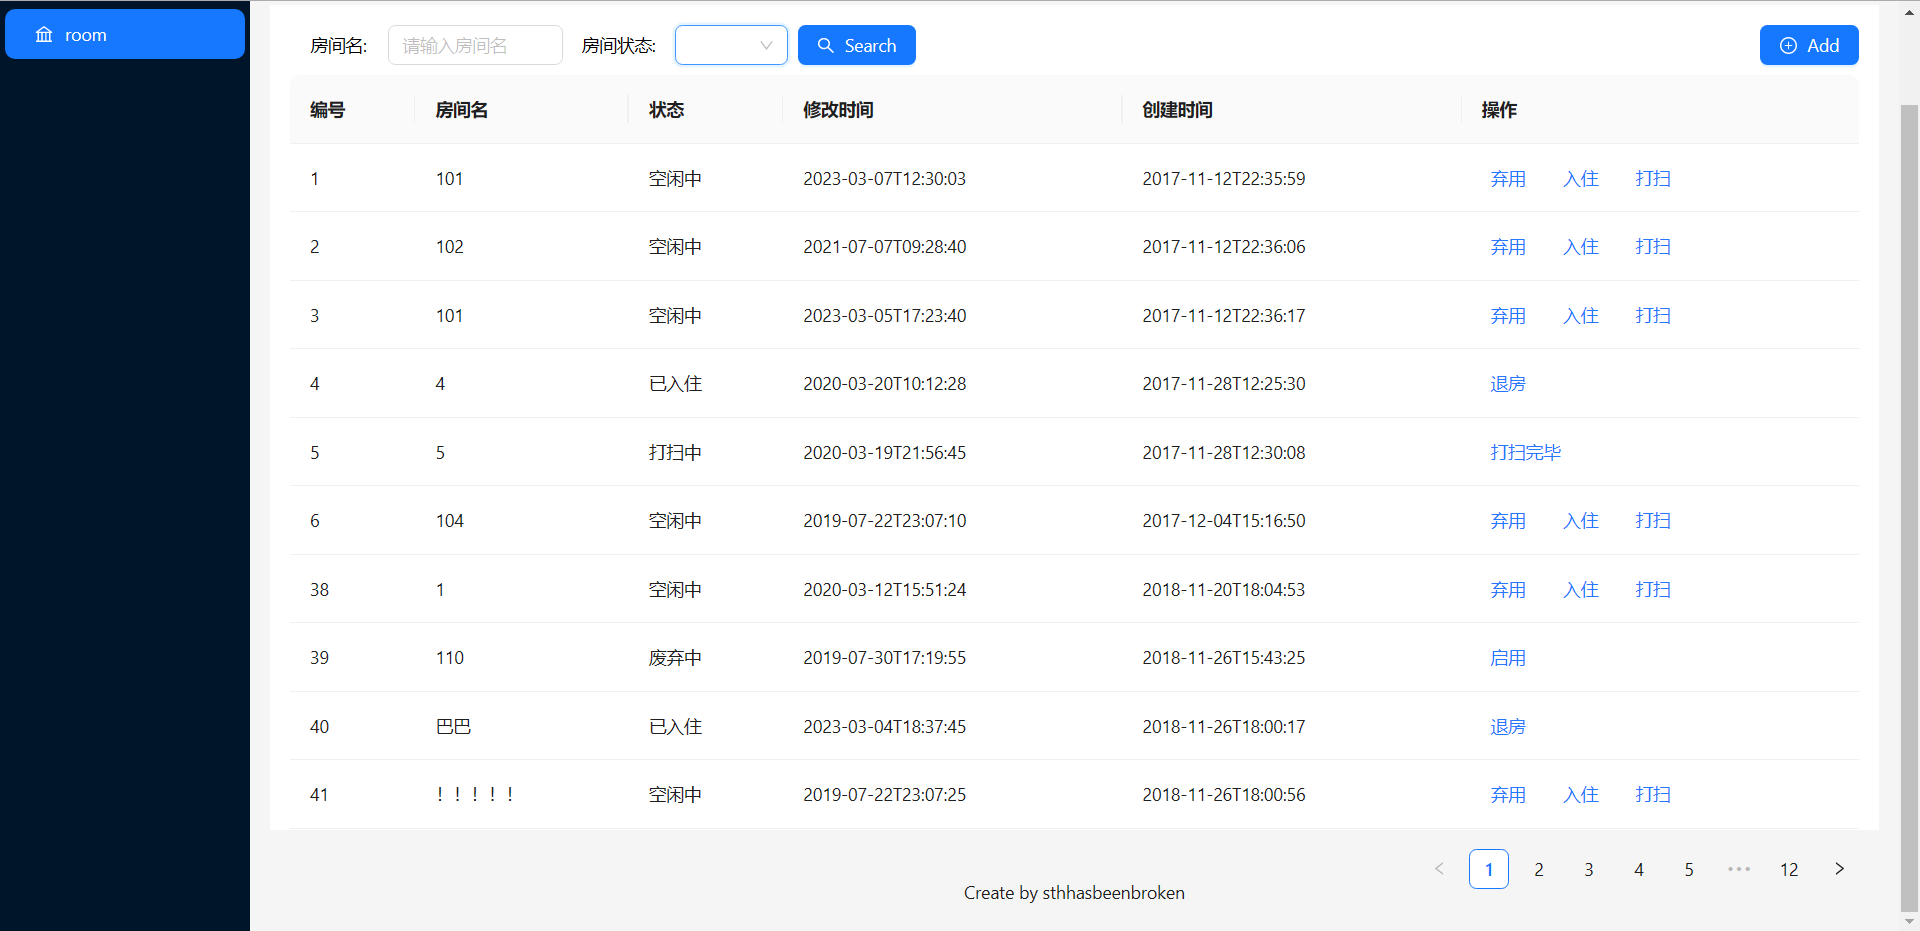 room
房间名: 请输入房间名 房间状态: Search Add
编号 房间名 状态 修改时间 创建时间 操作
1 101 空闲中 2023-03-07T12:30:03 2017-11-12T22:35:59 弃用 入住 打扫
2 102 空闲中 2021-07-07T09:28:40 2017-11-12T22:36:06 弃用 入住 打扫
3 101 空闲中 2023-03-05T17:23:40 2017-11-12T22:36:17 弃用 入住 打扫
4 4 已入住 2020-03-20T10:12:28 2017-11-28T12:25:30 退房
5 5 打扫中 2020-03-19T21:56:45 2017-11-28T12:30:08 打扫完毕
6 104 空闲中 2019-07-22T23:07:10 2017-12-04T15:16:50 弃用 入住 打扫
38 1 空闲中 2020-03-12T15:51:24 2018-11-20T18:04:53 弃用 入住 打扫
39 110 废弃中 2019-07-30T17:19:55 2018-11-26T15:43:25 启用
40 巴巴 已入住 2023-03-04T18:37:45 2018-11-26T18:00:17 退房
41 ！！！！！ 空闲中 2019-07-22T23:07:25 2018-11-26T18:00:56 弃用 入住 打扫
1 2 3 4 5 ••• 12
Create by sthhasbeenbroken